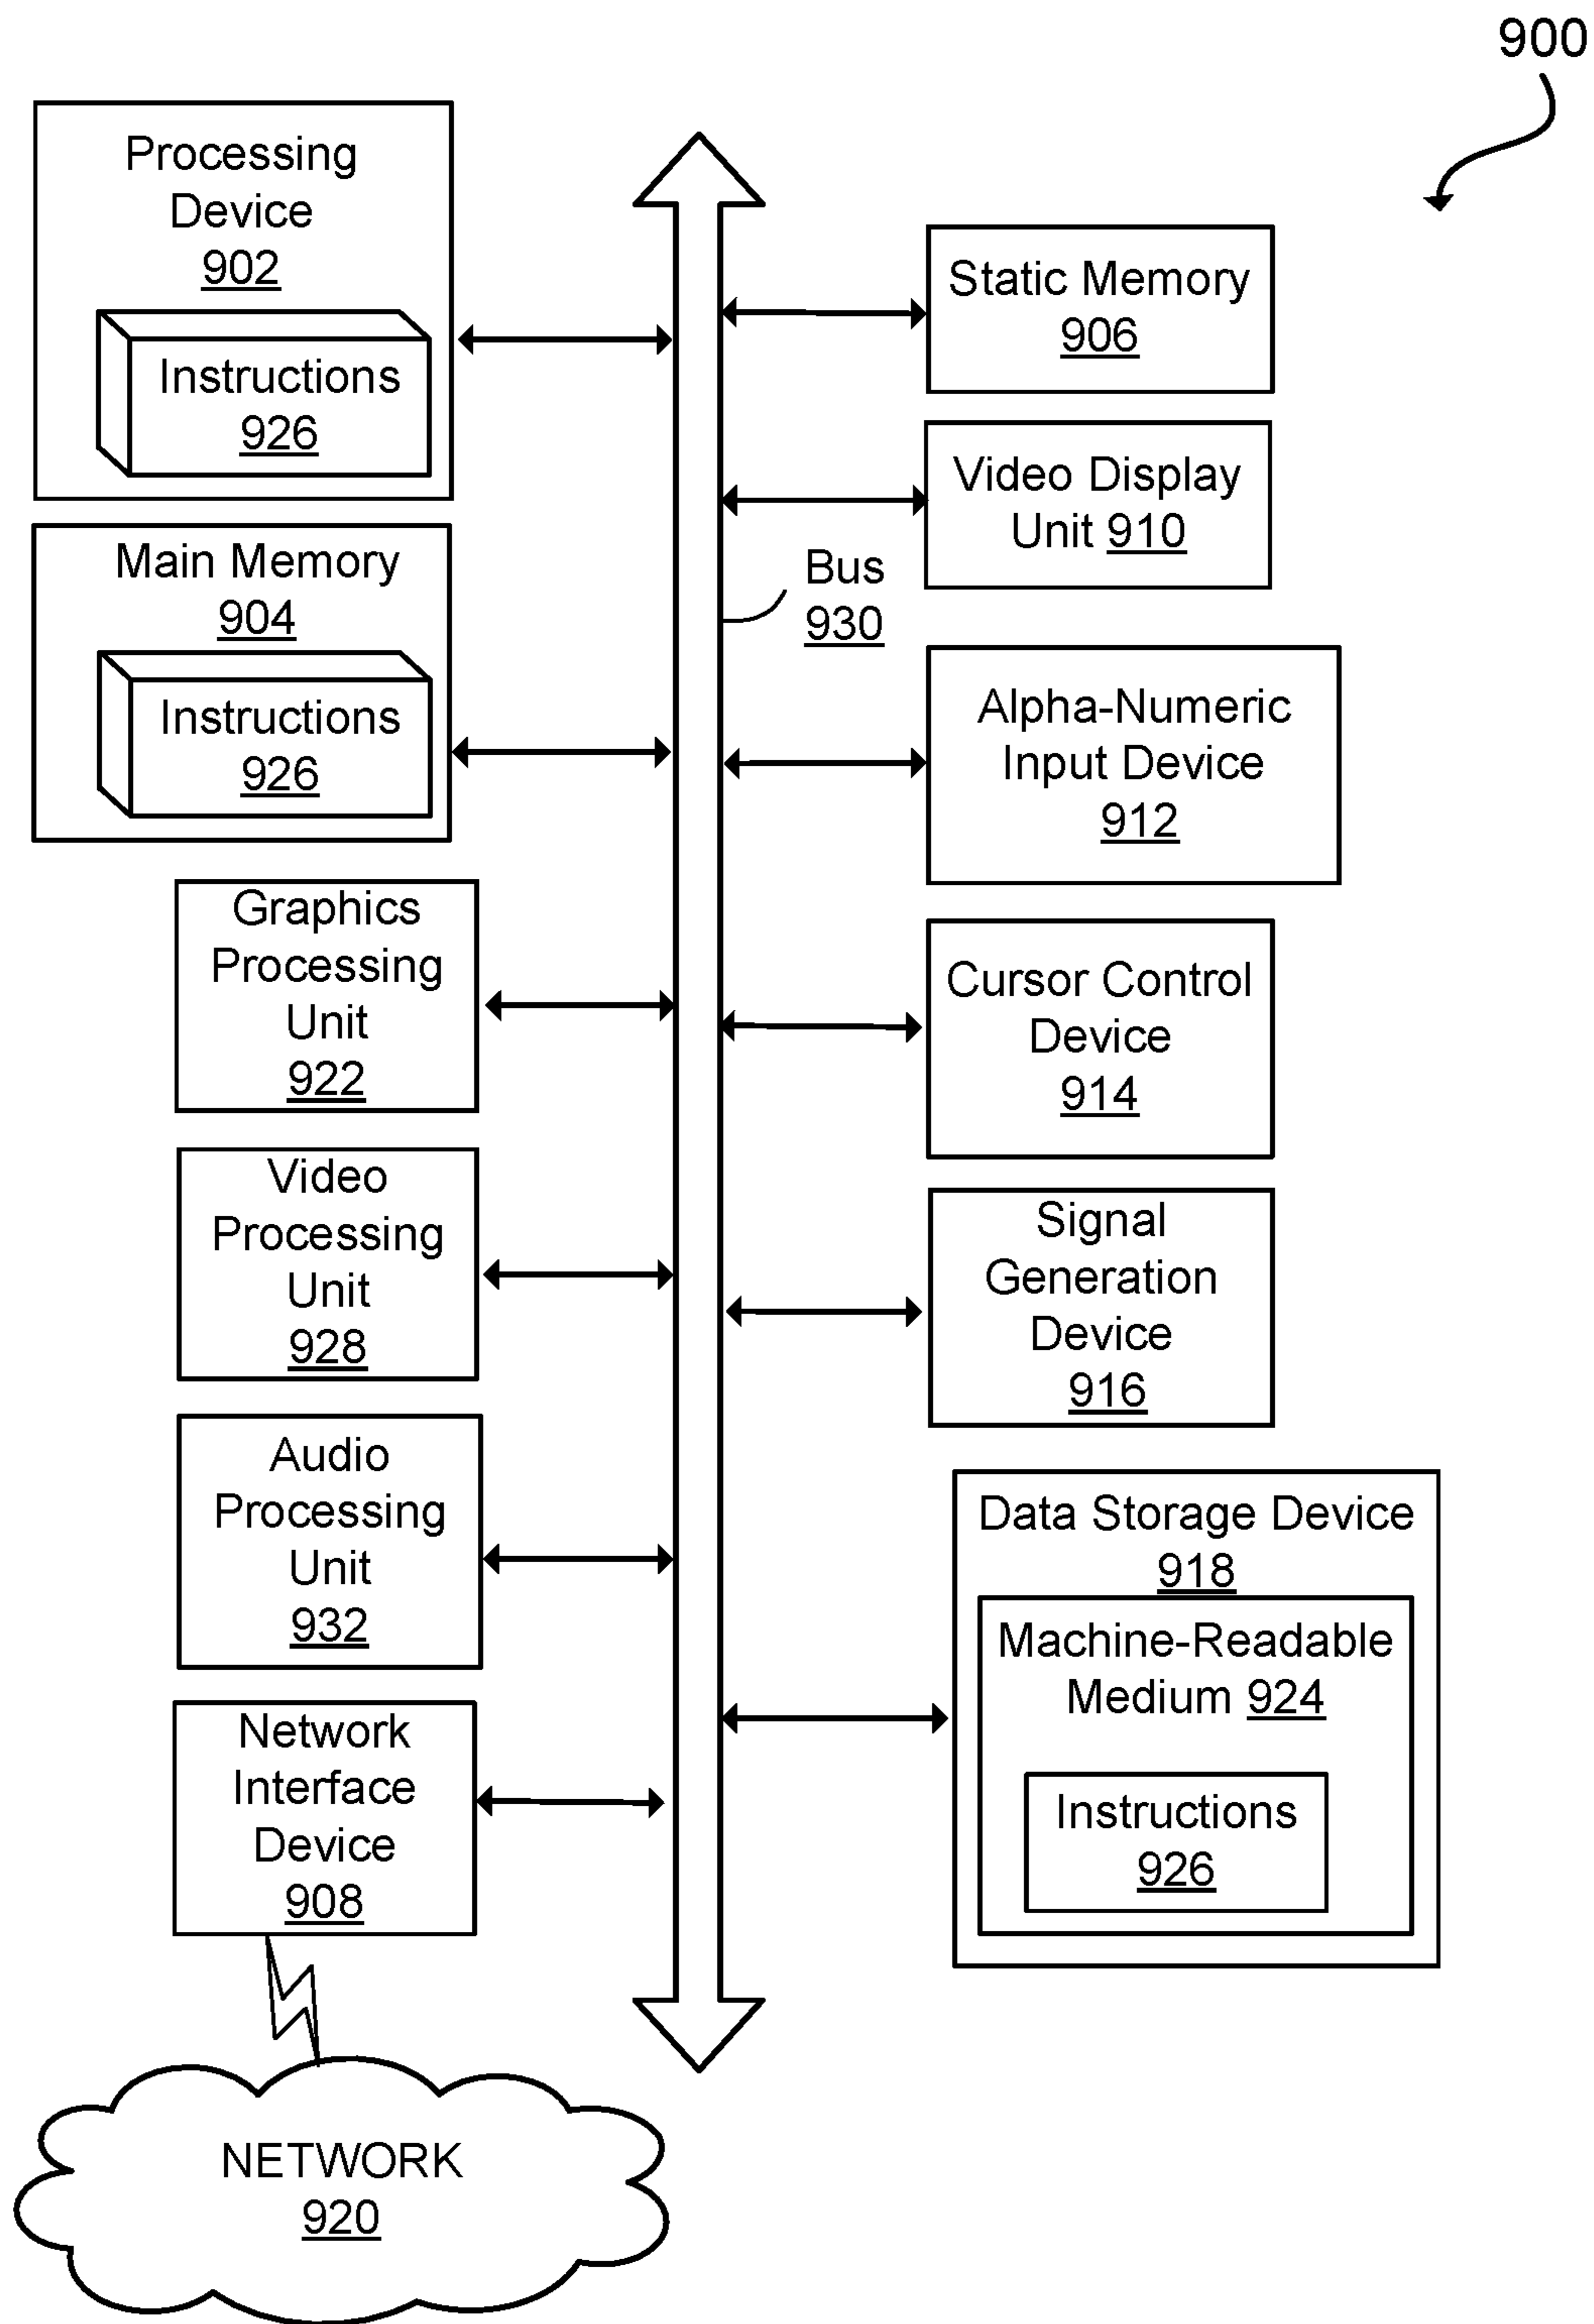 900
Processing
Device
902
Instructions
926
Main Memory
904
Instructions
926
Graphics
Processing
Unit
922
Video
Processing
Unit
928
Audio
Processing
Unit
932
Network
Interface
Device
908
NETWORK
920
Bus
930
Static Memory
906
Video Display
Unit 910
Alpha-Numeric
Input Device
912
Cursor Control
Device
914
Signal
Generation
Device
916
Data Storage Device
918
Machine-Readable
Medium 924
Instructions
926